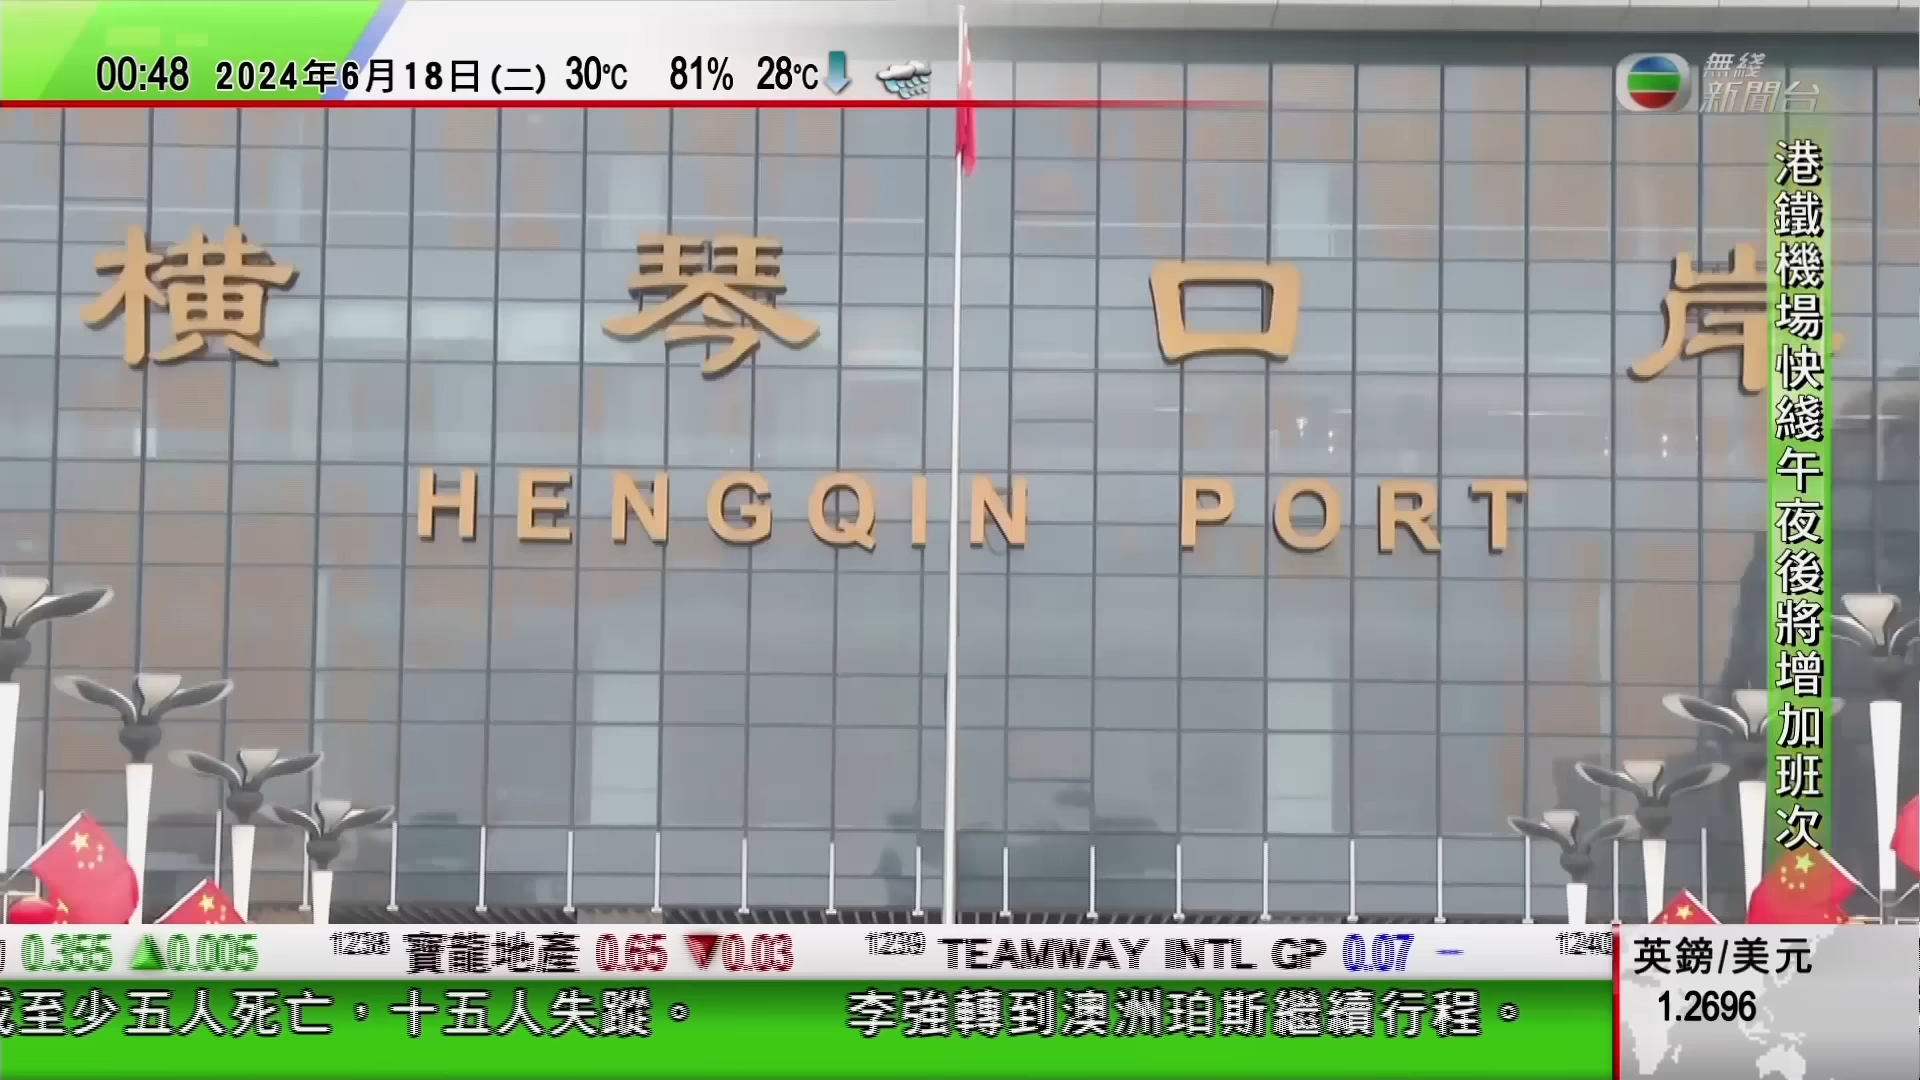 00:48 2024年6月18日(二) 30℃ 81% 28℃
無綫
新聞台
港鐵機場快綫午夜後將增加班次
橫琴口岸
HENGQIN PORT
0.355 ▲0.005 1238 寶龍地產 0.65 ▼0.03 1239 TEAMWAY INTL GP 0.07 – 1240
至少五人死亡，十五人失蹤。 李強轉到澳洲珀斯繼續行程。
英鎊/美元
1.2696